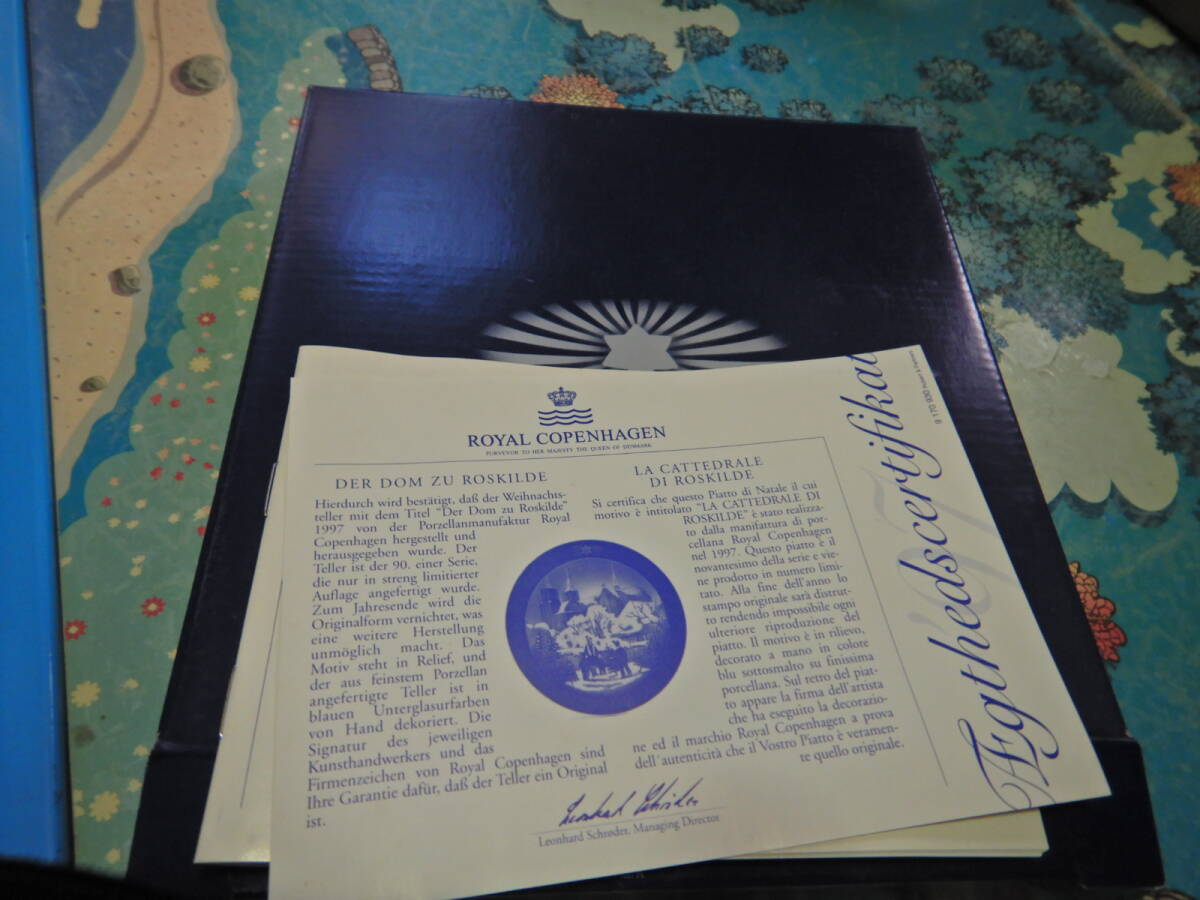 ROYAL COPENHAGEN
PURVEYOR TO HER MAJESTY THE QUEEN OF DENMARK
DER DOM ZU ROSKILDE
Hierdurch wird bestätigt, daß der Weihnachts-
teller mit dem Titel "Der Dom zu Roskilde"
1997 von der Porzellanmanufaktur Royal
Copenhagen hergestellt und
herausgegeben wurde. Der
Teller ist der 90. einer Serie,
die nur in streng limitierter
Auflage angefertigt wurde.
Zum Jahresende wird die
Originalform vernichtet, was
eine weitere Herstellung
unmöglich macht. Das
Motiv steht in Relief, und
der aus feinstem Porzellan
angefertigte Teller ist in
blauen Unterglasurfarben
von Hand dekoriert. Die
Signatur des jeweiligen
Kunsthandwerkers und das
Firmenzeichen von Royal Copenhagen sind
Ihre Garantie dafür, daß der Teller ein Original
ist.
LA CATTEDRALE
DI ROSKILDE
Si certifica che questo Piatto di Natale il cui
motivo è intitolato "LA CATTEDRALE DI
ROSKILDE" è stato realizza-
to dalla manifattura di por-
cellana Royal Copenhagen
nel 1997. Questo piatto è il
novantesimo della serie e vie-
ne prodotto in numero limi-
tato. Alla fine dell'anno lo
stampo originale sarà distrut-
to rendendo impossibile ogni
ulteriore riproduzione del
piatto. Il motivo è in rilievo,
decorato a mano in colore
blu sottosmalto su finissima
porcellana. Sul retro del piat-
to appare la firma dell'artista
che ha eseguito la decorazio-
ne ed il marchio Royal Copenhagen a prova
dell'autenticità che il Vostro Piatto è veramen-
te quello originale.
Leonhard Schrøder, Managing Director
Ægthedscertifikat